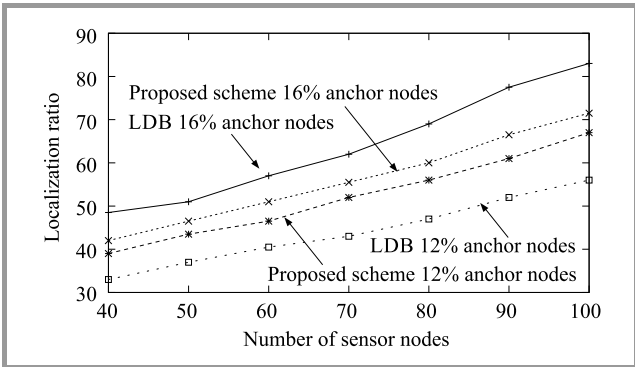 90
80
70
60
50
40
30
Localization ratio
Proposed scheme 16% anchor nodes
LDB 16% anchor nodes
LDB 12% anchor nodes
Proposed scheme 12% anchor nodes
40 50 60 70 80 90 100
Number of sensor nodes